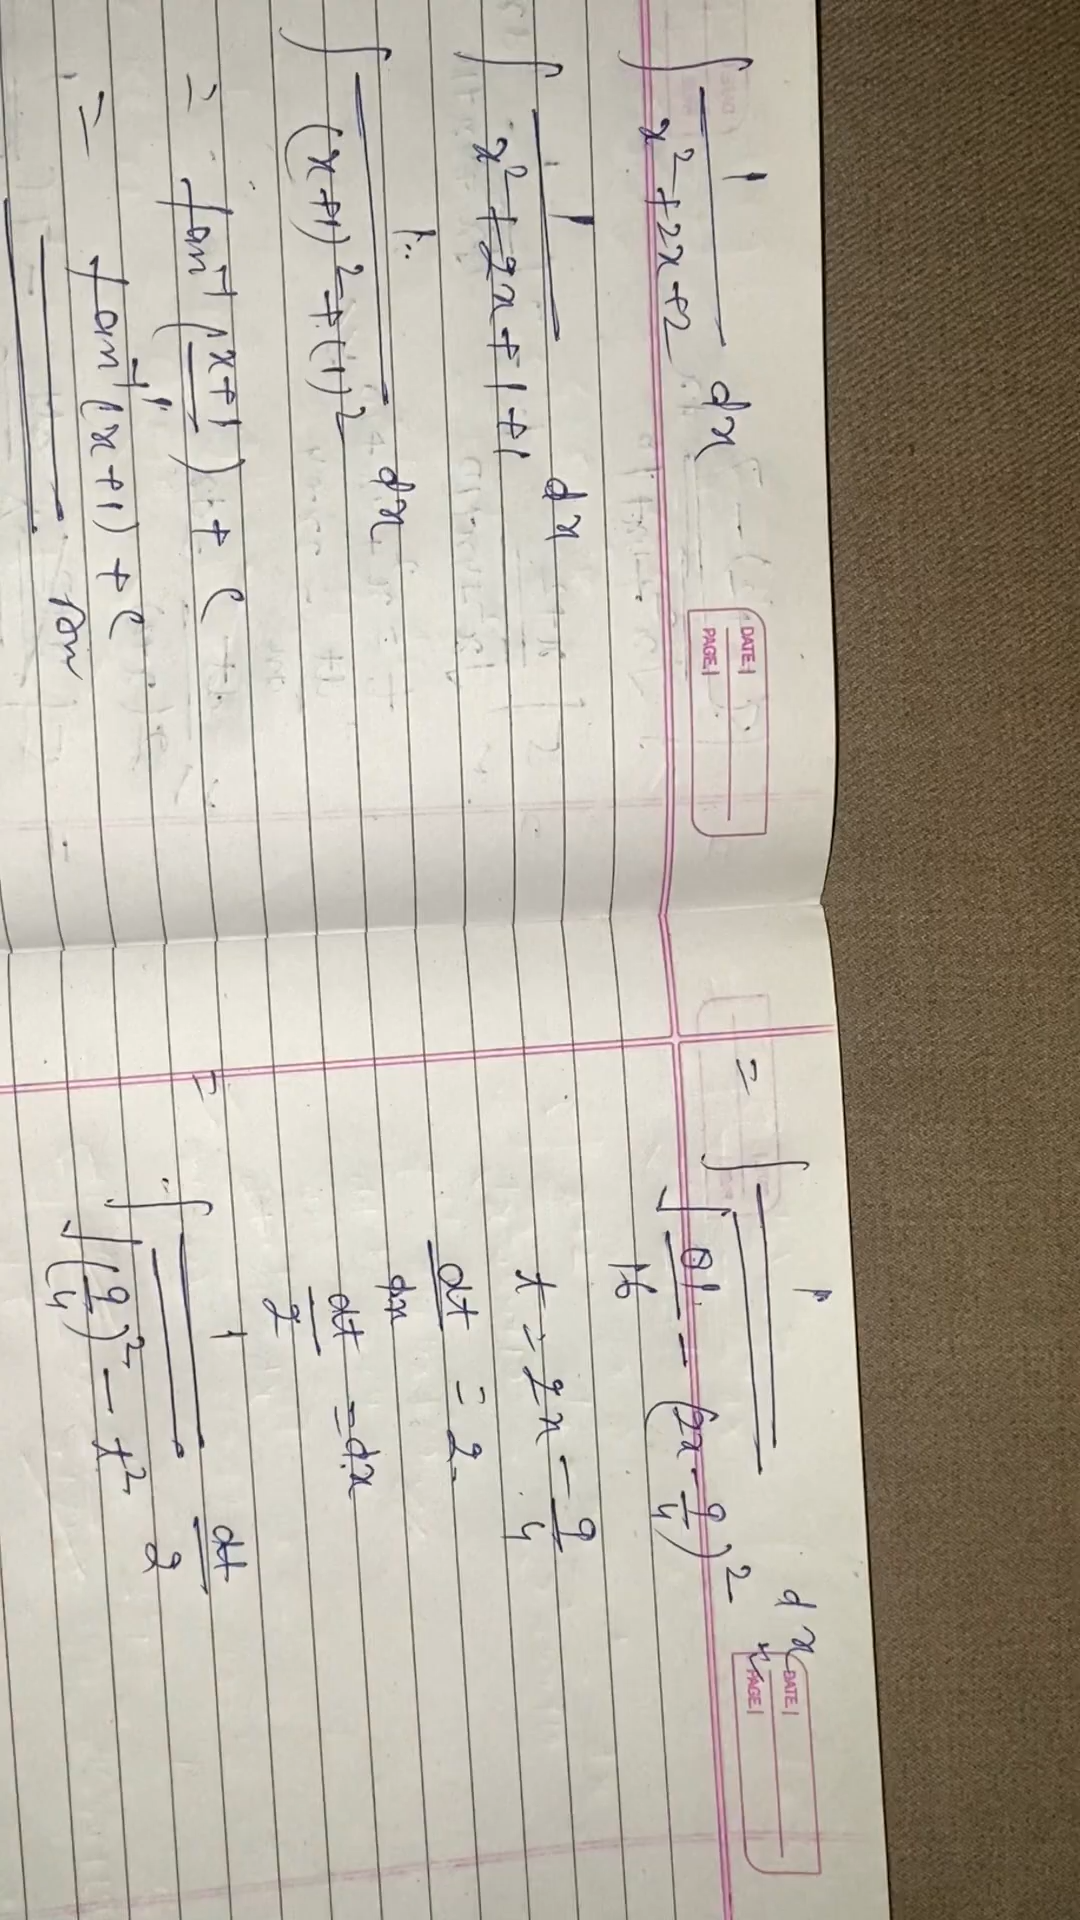 ∫ 1/(x² + 2x + 2) dx
DATE
PAGE
∫ 1/(x² + 2x + 1 + 1) dx
∫ 1/((x+1)² + (1)²) dx
= tan⁻¹ (x+1/1) + C
= tan⁻¹ (x+1) + C
= ∫ 1/√(81/16 - (2x - 9/4)²) dx
DATE
PAGE
t = 2x - 9/4
dt/dx = 2
dt/2 = dx
= ∫ 1/√((9/4)² - t²) dt/2